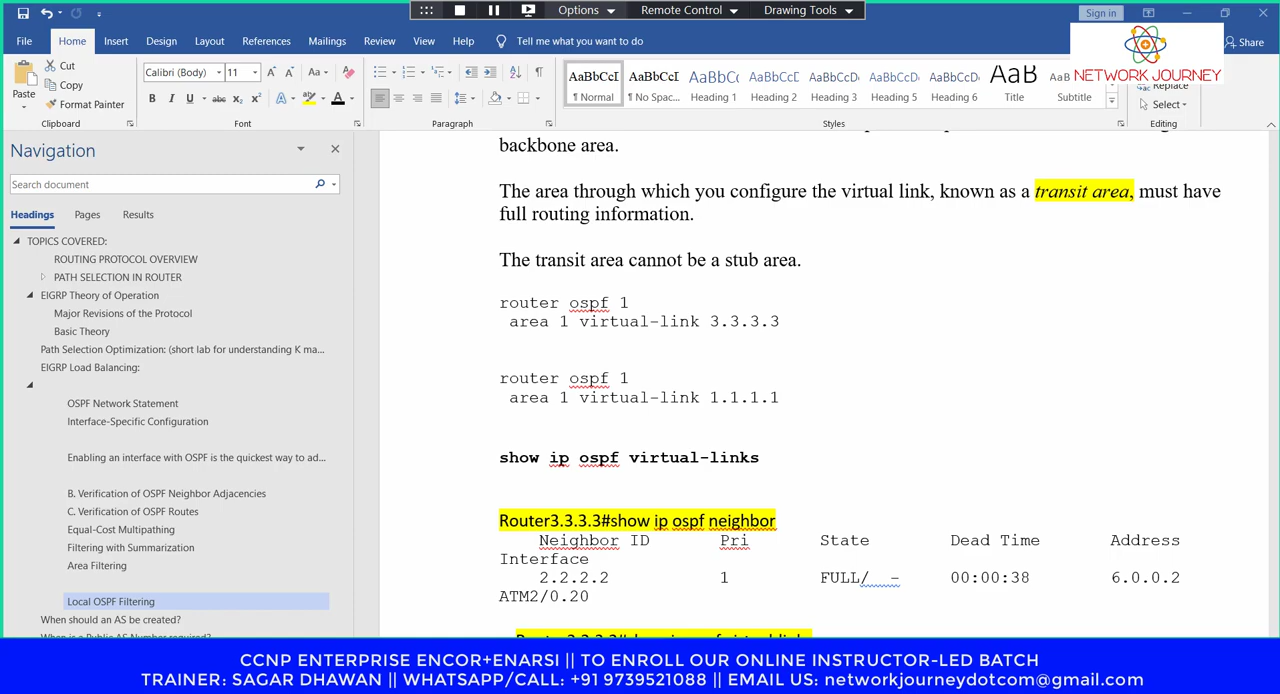 Options
Remote Control
Drawing Tools
Sign in
File
Home
Insert
Design
Layout
References
Mailings
Review
View
Help
Tell me what you want to do
Share
NETWORK JOURNEY
Paste
Cut
Copy
Format Painter
Clipboard
Calibri (Body)
11
Aa
B I U abc x₂ x²
Font
Paragraph
AaBbCcI AaBbCcI AaBbC( AaBbCcI AaBbCcD AaBbCcD AaBbCcD AaB
¶ Normal
¶ No Spac...
Heading 1
Heading 2
Heading 3
Heading 5
Heading 6
Title
Subtitle
Styles
Replace
Select
Editing
Navigation
Search document
Headings Pages Results
TOPICS COVERED:
ROUTING PROTOCOL OVERVIEW
PATH SELECTION IN ROUTER
EIGRP Theory of Operation
Major Revisions of the Protocol
Basic Theory
Path Selection Optimization: (short lab for understanding K ma...
EIGRP Load Balancing:
OSPF Network Statement
Interface-Specific Configuration
Enabling an interface with OSPF is the quickest way to ad...
B. Verification of OSPF Neighbor Adjacencies
C. Verification of OSPF Routes
Equal-Cost Multipathing
Filtering with Summarization
Area Filtering
Local OSPF Filtering
When should an AS be created?
When is a Public AS Number required?
backbone area.
The area through which you configure the virtual link, known as a transit area, must have
full routing information.
The transit area cannot be a stub area.
router ospf 1
area 1 virtual-link 3.3.3.3
router ospf 1
area 1 virtual-link 1.1.1.1
show ip ospf virtual-links
Router3.3.3.3#show ip ospf neighbor
Neighbor ID Pri State Dead Time Address
Interface
2.2.2.2 1 FULL/ - 00:00:38 6.0.0.2
ATM2/0.20
CCNP ENTERPRISE ENCOR+ENARSI || TO ENROLL OUR ONLINE INSTRUCTOR-LED BATCH
TRAINER: SAGAR DHAWAN || WHATSAPP/CALL: +91 9739521088 || EMAIL US: networkjourneydotcom@gmail.com